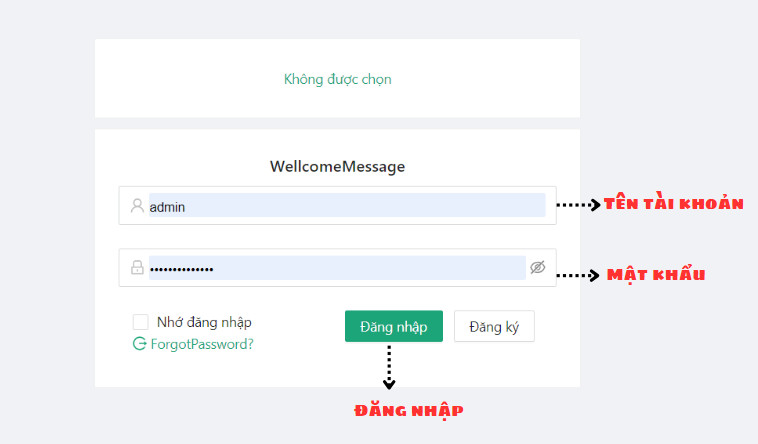 Không được chọn
WellcomeMessage
admin
Tên tài khoản
••••••••••••••
Mật khẩu
Nhớ đăng nhập
Đăng nhập
Đăng ký
ForgotPassword?
Đăng nhập